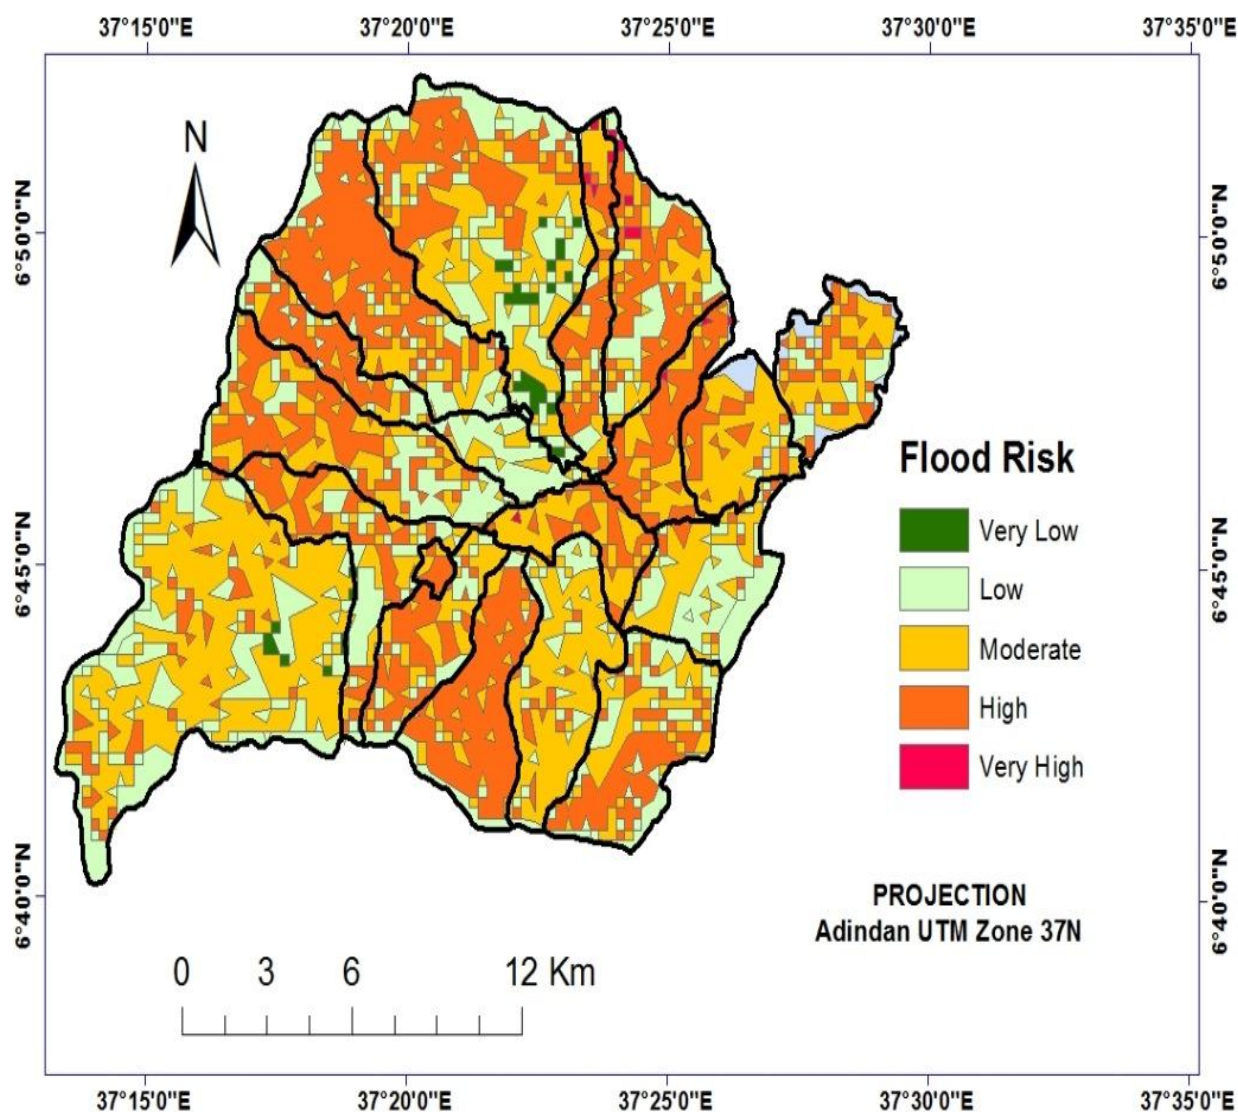 37°15'0"E 37°20'0"E 37°25'0"E 37°30'0"E 37°35'0"E
N
6°50'0"N 6°50'0"N
Flood Risk
Very Low
Low
Moderate
High
Very High
6°45'0"N 6°45'0"N
PROJECTION
Adindan UTM Zone 37N
6°40'0"N 6°40'0"N
0 3 6 12 Km
37°15'0"E 37°20'0"E 37°25'0"E 37°30'0"E 37°35'0"E